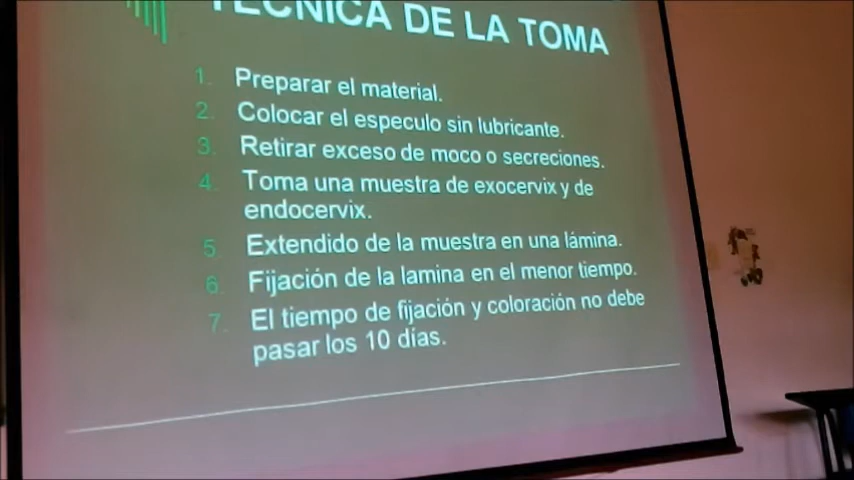 TÉCNICA DE LA TOMA
1. Preparar el material.
2. Colocar el especulo sin lubricante.
3. Retirar exceso de moco o secreciones.
4. Toma una muestra de exocervix y de
endocervix.
5. Extendido de la muestra en una lámina.
6. Fijación de la lamina en el menor tiempo.
7. El tiempo de fijación y coloración no debe
pasar los 10 días.